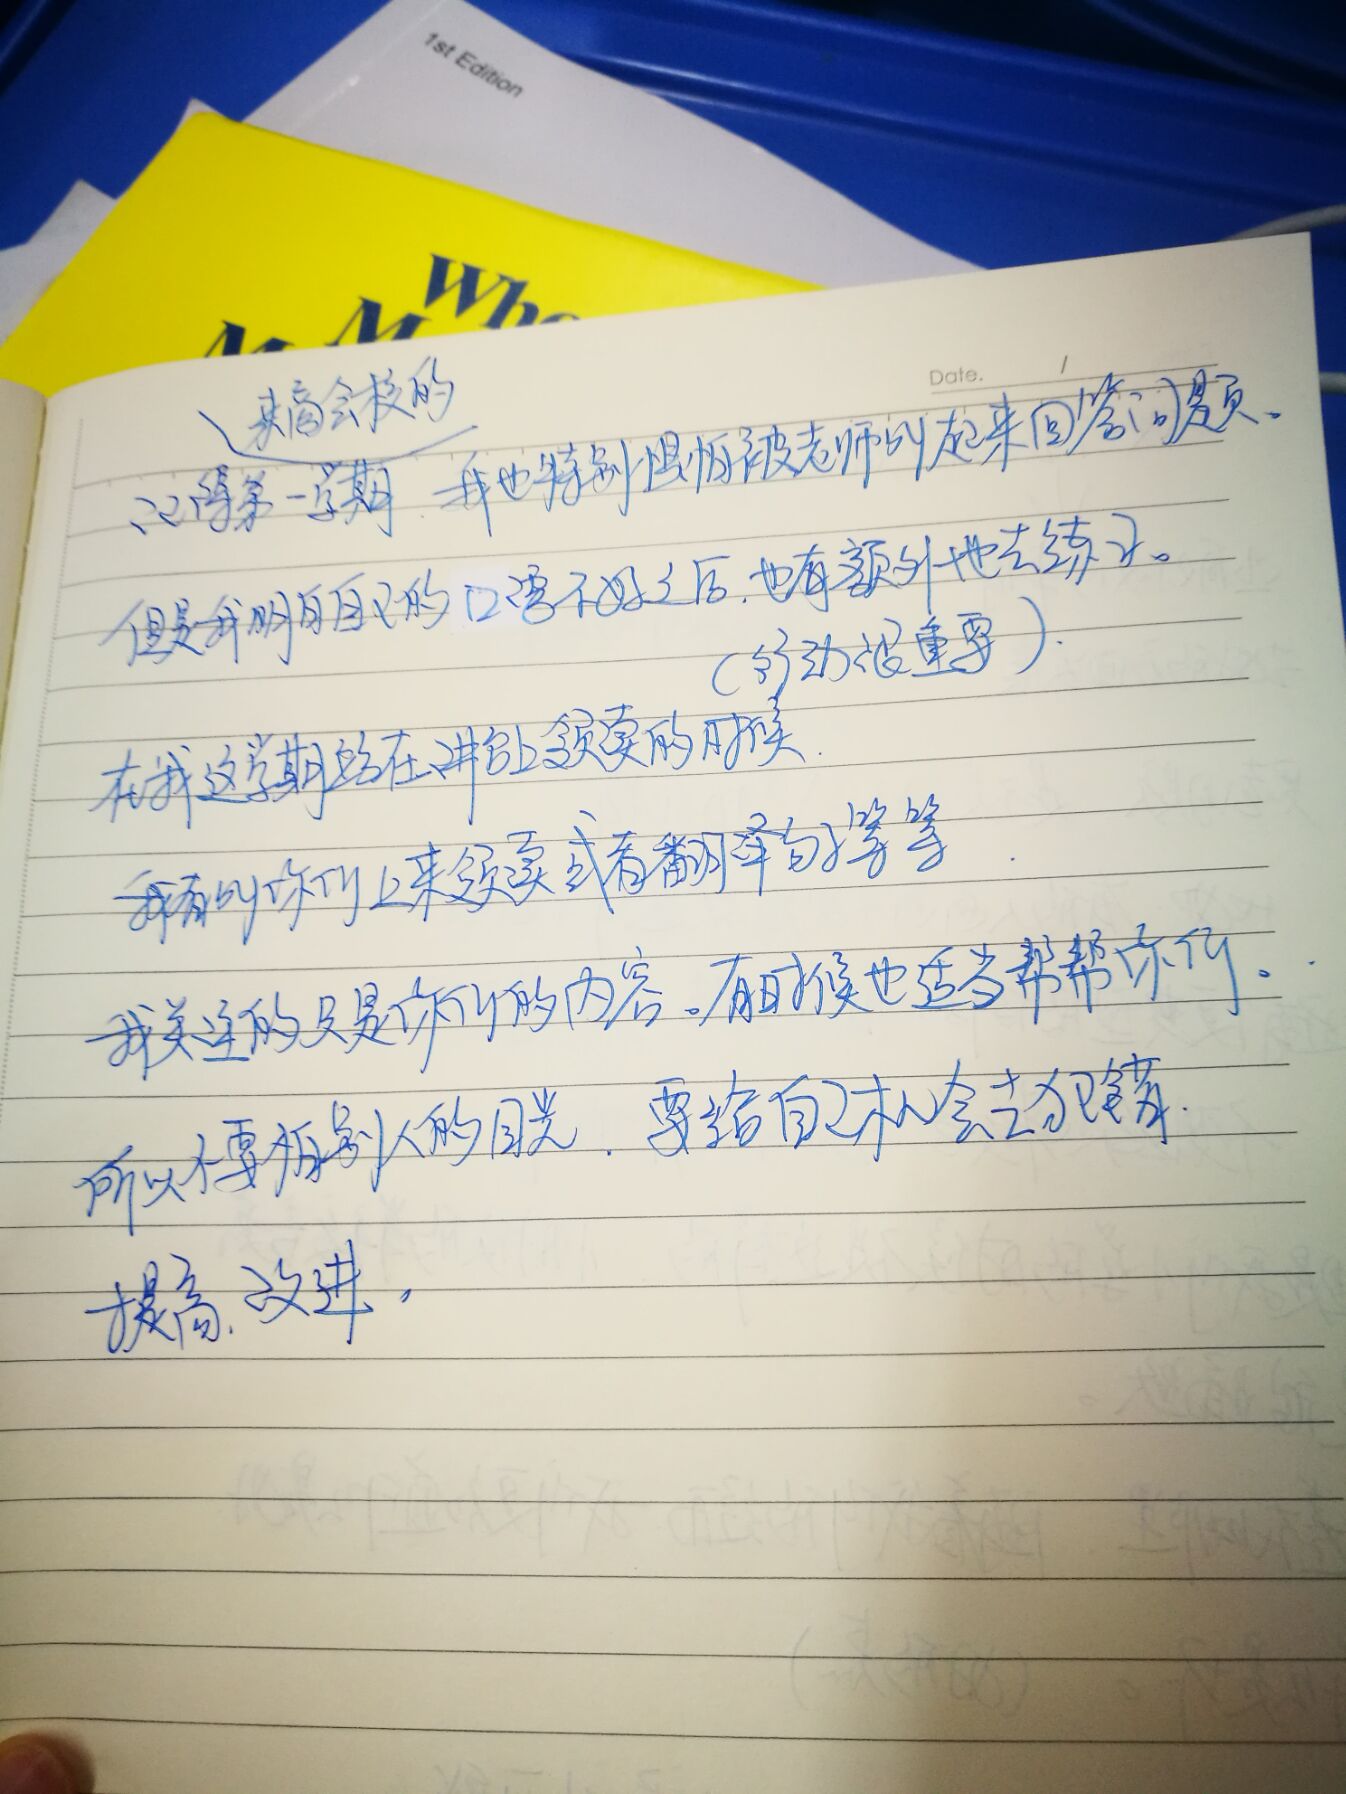 1st Edition
Who
Date. /
来商会校的
记得第一学期.我也特别惧怕被老师叫起来回答问题。
但是我明白自己的口语不好之后.也有额外地去练习。
(行动很重要).
在我这学期站在讲台上领读的时候.
我有叫你们上来领读或者翻译句子等等.
我关注的只是你们的内容。有时候也适当帮帮你们。
所以不要怕别人的目光.要给自己机会去犯错.
提高、改进.